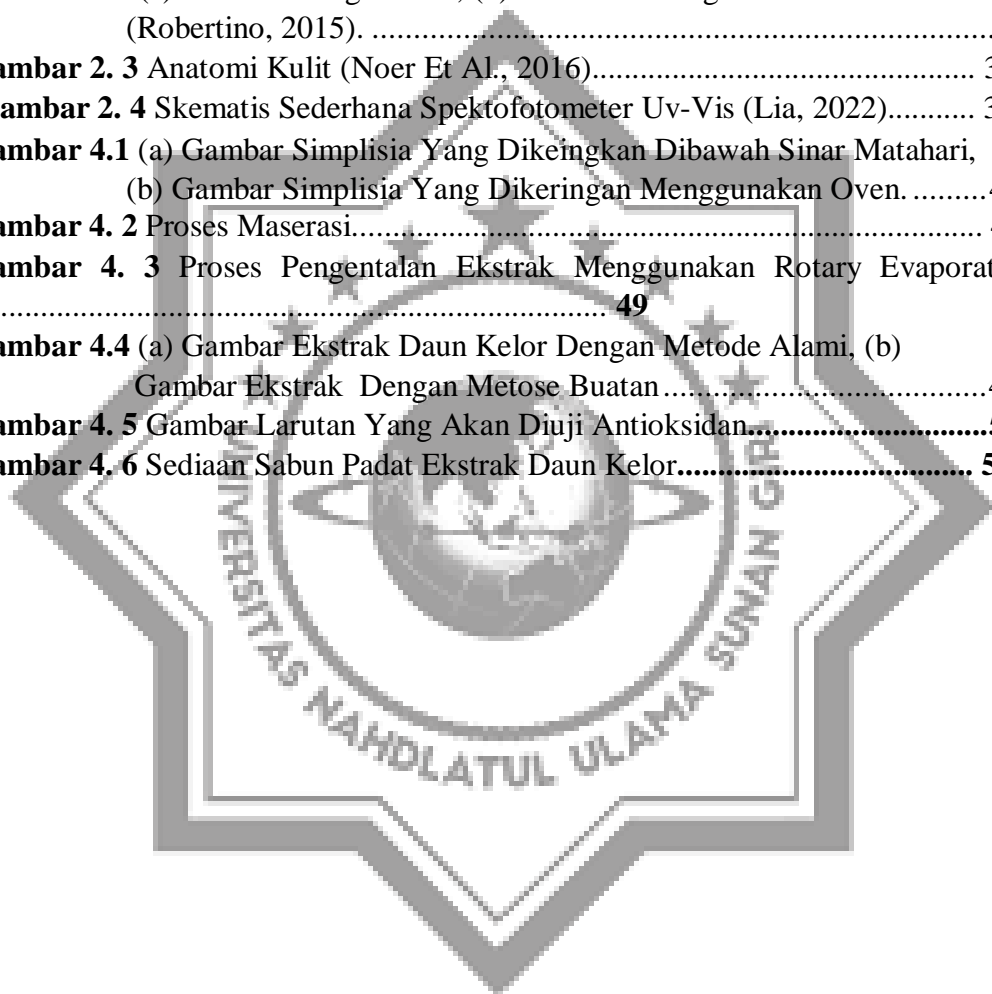 (Robertino, 2015). ........................................................................
ambar 2. 3 Anatomi Kulit (Noer Et Al., 2016)............................................ 3
ambar 2. 4 Skematis Sederhana Spektofotometer Uv-Vis (Lia, 2022).......... 3
ambar 4.1 (a) Gambar Simplisia Yang Dikeingkan Dibawah Sinar Matahari,
(b) Gambar Simplisia Yang Dikeringan Menggunakan Oven. .........
ambar 4. 2 Proses Maserasi.........................................................................
ambar 4. 3 Proses Pengentalan Ekstrak Menggunakan Rotary Evaporat
........................................................................ 49
ambar 4.4 (a) Gambar Ekstrak Daun Kelor Dengan Metode Alami, (b)
Gambar Ekstrak Dengan Metose Buatan .......................................
ambar 4. 5 Gambar Larutan Yang Akan Diuji Antioksidan.............................
ambar 4. 6 Sediaan Sabun Padat Ekstrak Daun Kelor................................... 5
UNIVERSITAS NAHDLATUL ULAMA SUNAN GIRI